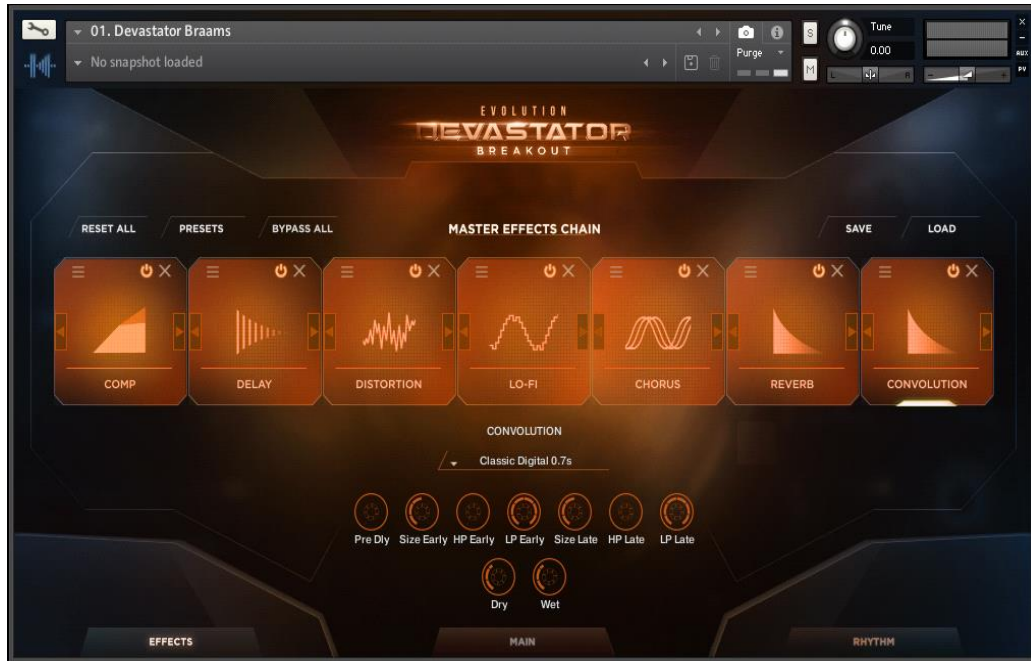 01. Devastator Braams
No snapshot loaded
Purge
S
M
Tune
0.00
L
R
-
+
×
-
AUX
PV
EVOLUTION
DEVASTATOR
BREAKOUT
RESET ALL
PRESETS
BYPASS ALL
MASTER EFFECTS CHAIN
SAVE
LOAD
COMP
DELAY
DISTORTION
LO-FI
CHORUS
REVERB
CONVOLUTION
CONVOLUTION
Classic Digital 0.7s
Pre Dly
Size Early
HP Early
LP Early
Size Late
HP Late
LP Late
Dry
Wet
EFFECTS
MAIN
RHYTHM